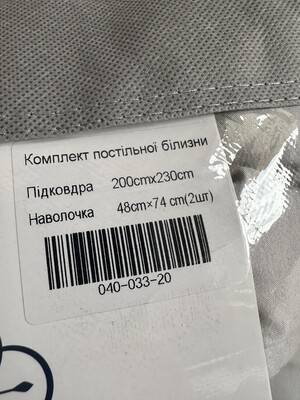 Комплект постільної білизни
Підковдра 200cmx230cm
Наволочка 48cm×74 cm(2шт)
040-033-20